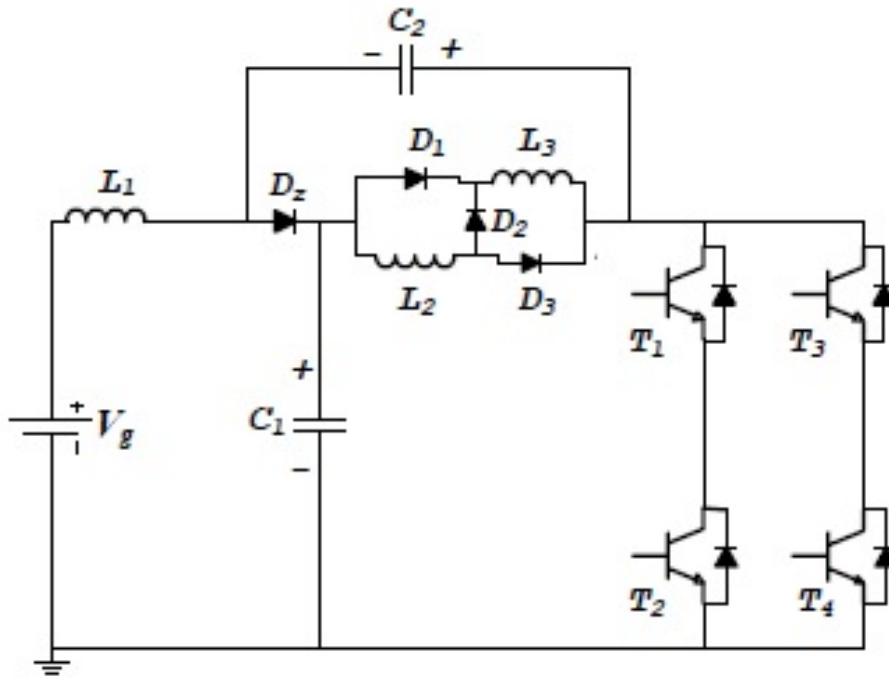 C2
− +
D1 L3
L1 Dz
D2
L2 D3
T1 T3
+
+ Vg C1
−
T2 T4